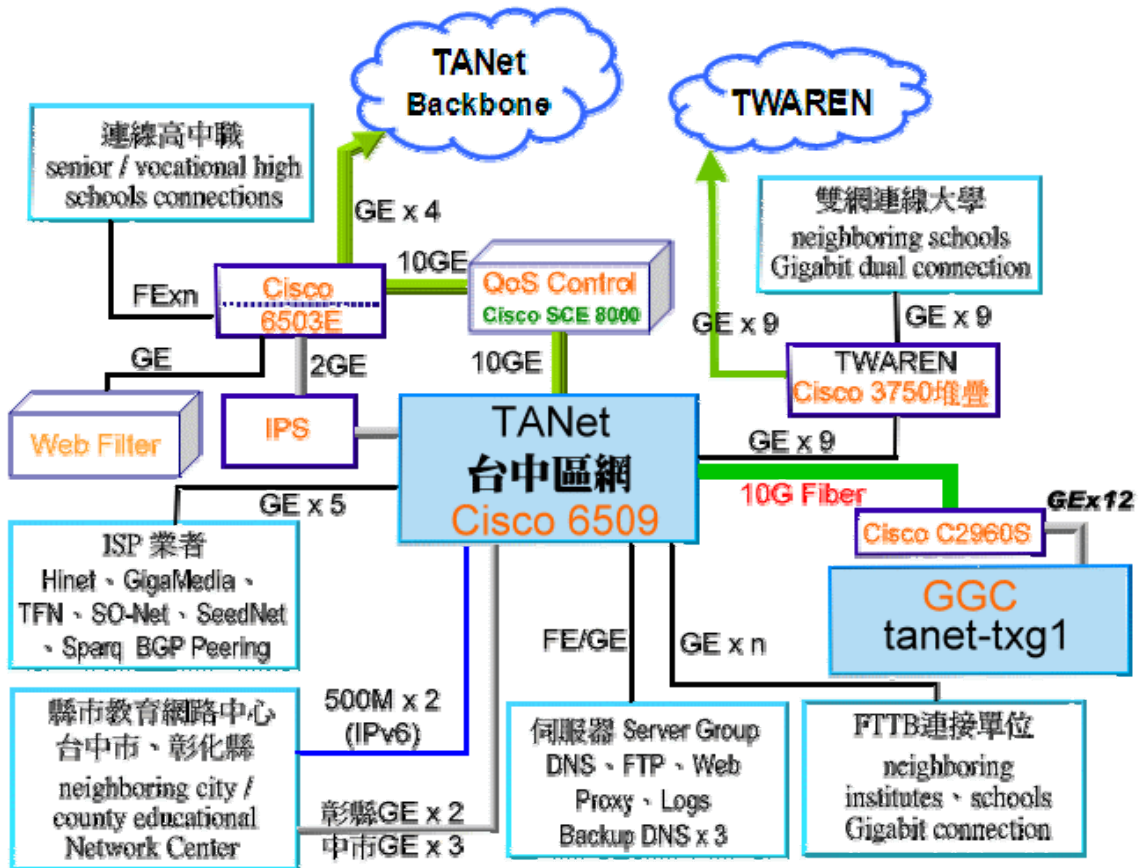 TANet
Backbone
TWAREN
連線高中職
senior / vocational high
schools connections
GE x 4
雙網連線大學
neighboring schools
Gigabit dual connection
10GE
QoS Control
Cisco SCE 8000
Cisco
6503E
FExn
GE x 9
GE x 9
GE
2GE
10GE
TWAREN
Cisco 3750堆疊
Web Filter
IPS
TANet
台中區網
Cisco 6509
GE x 9
10G Fiber
GEx12
Cisco C2960S
GE x 5
ISP 業者
Hinet、GigaMedia、
TFN、SO-Net、SeedNet
、Sparq BGP Peering
GGC
tanet-txg1
FE/GE
GE x n
500M x 2
(IPv6)
縣市教育網路中心
台中市、彰化縣
neighboring city /
county educational
Network Center
彰縣GE x 2
中市GE x 3
伺服器 Server Group
DNS、FTP、Web
Proxy、Logs
Backup DNS x 3
FTTB連接單位
neighboring
institutes、schools
Gigabit connection